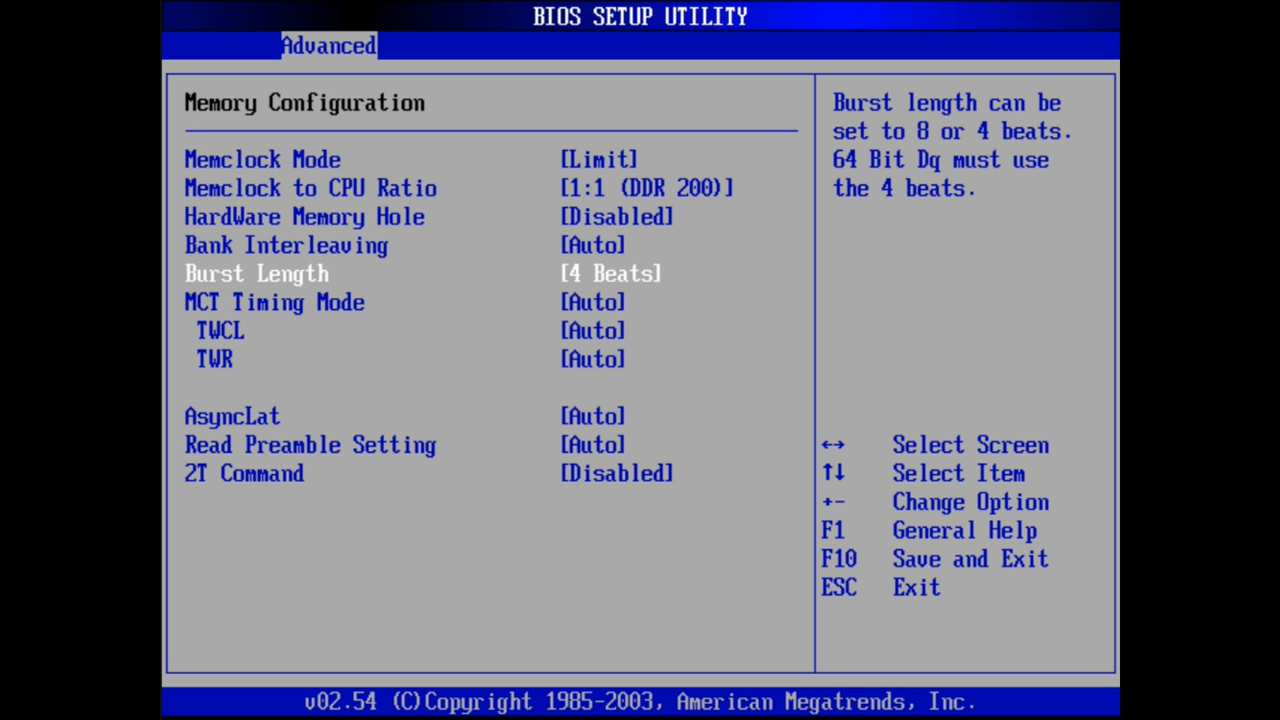 BIOS SETUP UTILITY
Advanced
Memory Configuration
Memclock Mode [Limit]
Memclock to CPU Ratio [1:1 (DDR 200)]
HardWare Memory Hole [Disabled]
Bank Interleaving [Auto]
Burst Length [4 Beats]
MCT Timing Mode [Auto]
TWCL [Auto]
TWR [Auto]
AsyncLat [Auto]
Read Preamble Setting [Auto]
2T Command [Disabled]
Burst length can be
set to 8 or 4 beats.
64 Bit Dq must use
the 4 beats.
↔ Select Screen
↑↓ Select Item
+- Change Option
F1 General Help
F10 Save and Exit
ESC Exit
v02.54 (C)Copyright 1985-2003, American Megatrends, Inc.